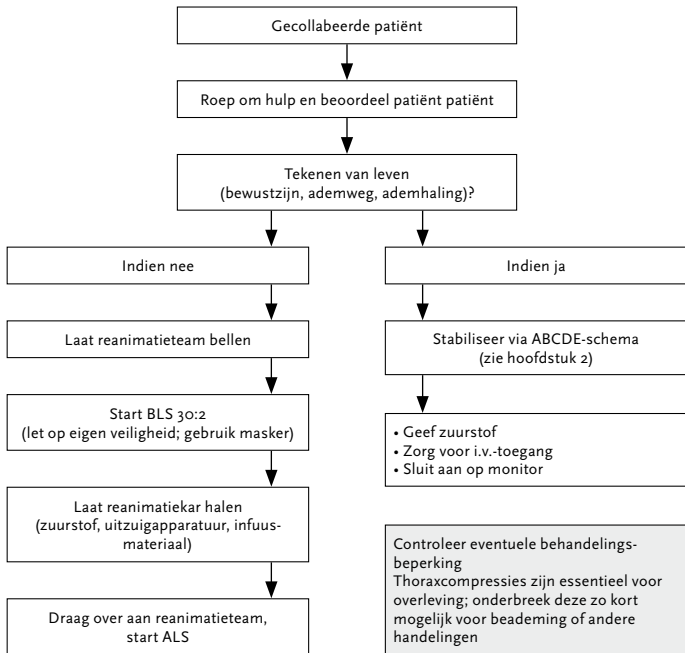 Gecollabeerde patiënt
Roep om hulp en beoordeel patiënt patiënt
Tekenen van leven
(bewustzijn, ademweg, ademhaling)?
Indien nee
Indien ja
Laat reanimatieteam bellen
Stabiliseer via ABCDE-schema
(zie hoofdstuk 2)
Start BLS 30:2
(let op eigen veiligheid; gebruik masker)
• Geef zuurstof
• Zorg voor i.v.-toegang
• Sluit aan op monitor
Laat reanimatiekar halen
(zuurstof, uitzuigapparatuur, infuus-
materiaal)
Draag over aan reanimatieteam,
start ALS
Controleer eventuele behandelings-
beperking
Thoraxcompressies zijn essentieel voor
overleving; onderbreek deze zo kort
mogelijk voor beademing of andere
handelingen